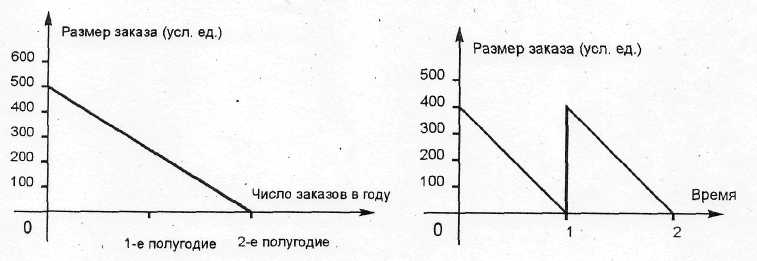 Размер заказа (усл. ед.)
600
500
400
300
200
100
0
Число заказов в году
1-е полугодие
2-е полугодие
Размер заказа (усл. ед.)
500
400
300
200
100
0
Время
1
2